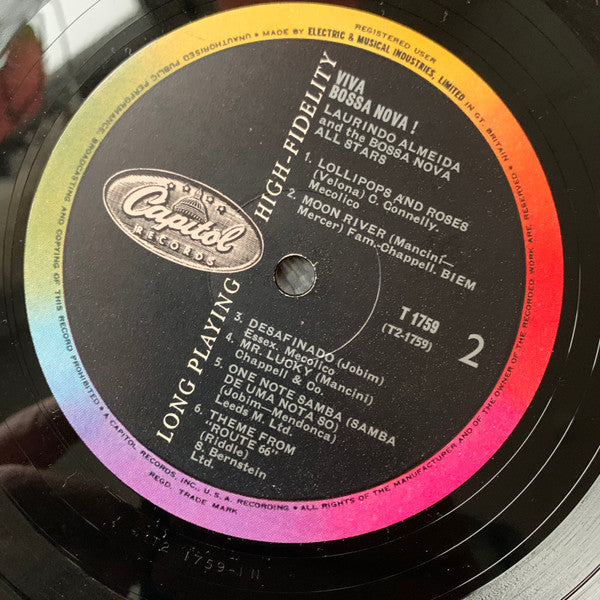 VIVA
BOSSA NOVA !
LAURINDO ALMEIDA
and the BOSSA NOVA
ALL STARS
1. LOLLIPOPS AND ROSES
(Velona) C. Connelly.
Mecolico
2. MOON RIVER (Mancini—
Mercer) Fam.-Chappell. BIEM
LONG PLAYING HIGH-FIDELITY
Capitol
RECORDS
T 1759
(T2-1759)
2
3. DESAFINADO (Jobim)
Essex. Mecolico
4. MR. LUCKY (Mancini)
Chappell & Co.
5. ONE NOTE SAMBA (SAMBA
DE UMA NOTA SO)
(Jobim—Mendonca)
Leeds M. Ltd.
6. THEME FROM
"ROUTE 66"
(Riddle)
S. Bernstein
Ltd.
REGISTERED USER
• MADE BY ELECTRIC & MUSICAL INDUSTRIES, LIMITED IN GT. BRITAIN •
ALL RIGHTS OF THE MANUFACTURER AND OF THE OWNER OF THE RECORDED WORK ARE RESERVED
UNAUTHORISED PUBLIC PERFORMANCE, BROADCASTING AND COPYING OF THIS RECORD PROHIBITED •
A CAPITOL RECORDS, INC., U. S. A. RECORDING •
REGD. TRADE MARK
2 1759-1